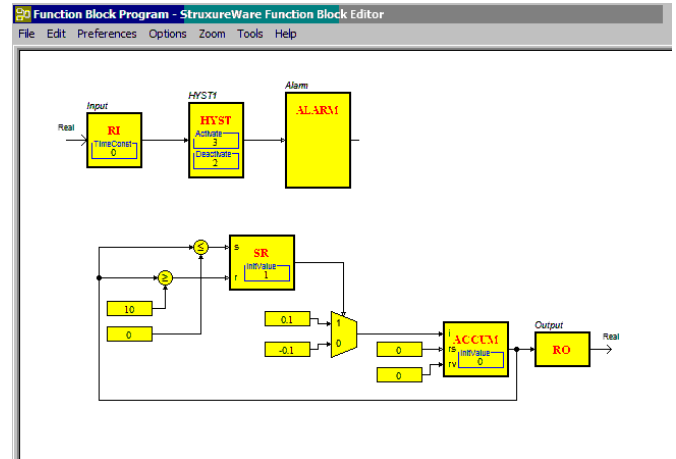 Function Block Program - StruxureWare Function Block Editor
File Edit Preferences Options Zoom Tools Help
Input
Real
RI
TimeConst
0
HYST1
HYST
Activate
3
Deactivate
2
Alarm
ALARM
≤
≥
10
0
s
r
SR
InitValue
1
0.1
-0.1
1
0
0
0
i
rs
rv
ACCUM
InitValue
0
Output
RO
Real